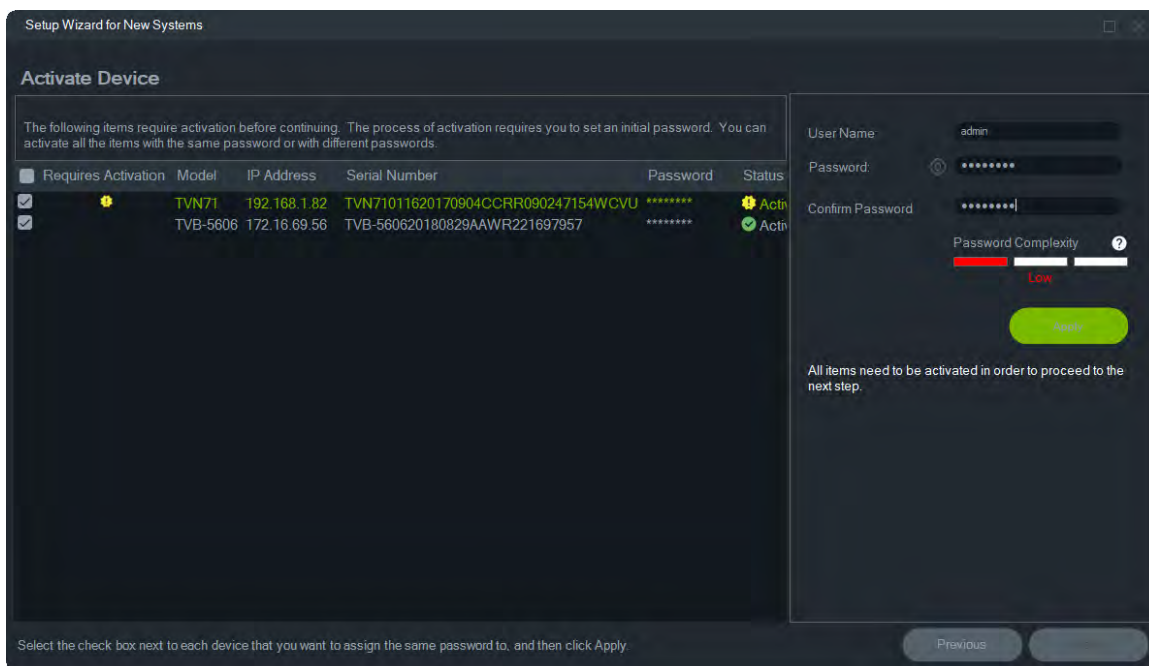 Setup Wizard for New Systems
Activate Device
The following items require activation before continuing. The process of activation requires you to set an initial password. You can
activate all the items with the same password or with different passwords.
Requires Activation Model IP Address Serial Number Password Status
TVN71 192.168.1.82 TVN71011620170904CCRR090247154WCVU ******** Activ
TVB-5606 172.16.69.56 TVB-560620180829AAWR221697957 ******** Activ
User Name admin
Password: ••••••••
Confirm Password ••••••••
Password Complexity ?
Low
Apply
All items need to be activated in order to proceed to the
next step.
Select the check box next to each device that you want to assign the same password to, and then click Apply.
Previous